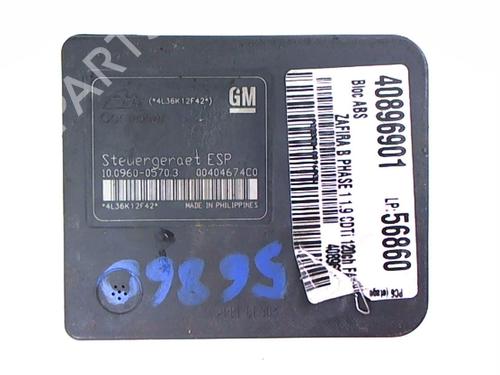 (*4L36K12F42*)
GM
Steuergeraet ESP
10.0960-0570.3 00404674C0
*4L36K12F42* MADE IN PHILIPPINES
56860
40896901
Bloc ABS
LP: 56860
ZAFIRA B PHASE 1 1.9 CDTi 120ch